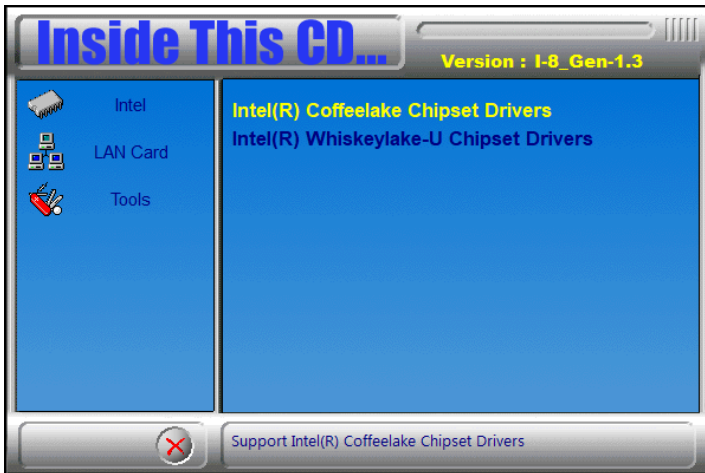 Inside This CD...
Version : I-8_Gen-1.3
Intel
LAN Card
Tools
Intel(R) Coffeelake Chipset Drivers
Intel(R) Whiskeylake-U Chipset Drivers
Support Intel(R) Coffeelake Chipset Drivers